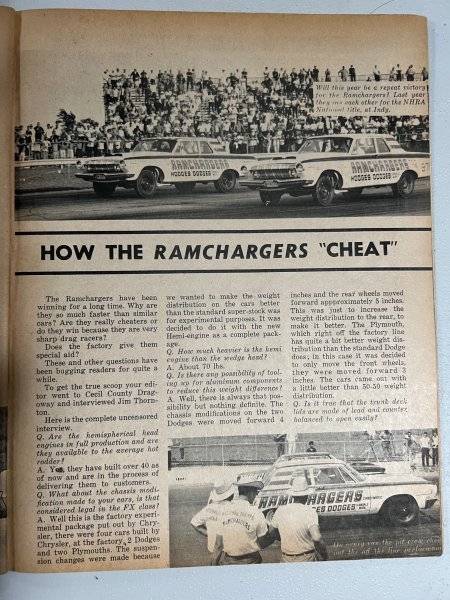 Will this year be a repeat victory
for the Ramchargers? Last year
they ran each other for the NHRA
National title, at Indy.
RAMCHARGERS
HODGES DODGES
RAMCHARGERS
HODGES DODGES
HOW THE RAMCHARGERS "CHEAT"
The Ramchargers have been
winning for a long time. Why are
they so much faster than similar
cars? Are they really cheaters or
do they win because they are very
sharp drag racers?
Does the factory give them
special aid?
These and other questions have
been bugging readers for quite a
while.
To get the true scoop your edi-
tor went to Cecil County Drag-
oway and interviewed Jim Thorn-
ton.
Here is the complete uncensored
interview.
Q. Are the hemispherical head
engines in full production and are
they available to the average hot
rodder?
A. Yes, they have built over 40 as
of now and are in the process of
delivering them to customers.
Q. What about the chassis modi-
fication made to your cars, is that
considered legal in the FX class?
A. Well this is the factory experi-
mental package put out by Chry-
sler, there were four cars built by
Chrysler, at the factory, 2 Dodges
and two Plymouths. The suspen-
sion changes were made because
we wanted to make the weight
distribution on the cars better
than the standard super-stock was
for experimental purposes. It was
decided to do it with the new
Hemi-engine as a complete pack-
age.
Q. How much heavier is the hemi
engine than the wedge head?
A. About 70 lbs.
Q. Is there any possibility of tool-
ing up for aluminum components
to reduce this weight difference?
A. Well, there is always that pos-
sibility but nothing definite. The
chassis modifications on the two
Dodges were moved forward 4
inches and the rear wheels moved
forward approximately 5 inches.
This was just to increase the
weight distribution to the rear, to
make it better. The Plymouth,
which right off the factory line
has quite a bit better weight dis-
tribution than the standard Dodge
does; in this case it was decided
to only move the front wheels,
they were moved forward 3
inches. The cars came out with
a little better than 50-50 weight
distribution.
Q. Is it true that the trunk deck
lids are made of lead and counter
balanced to open easily?
RAMCHARGERS
HODGES DODGES
RAMCHARGERS
the pit crew
the line